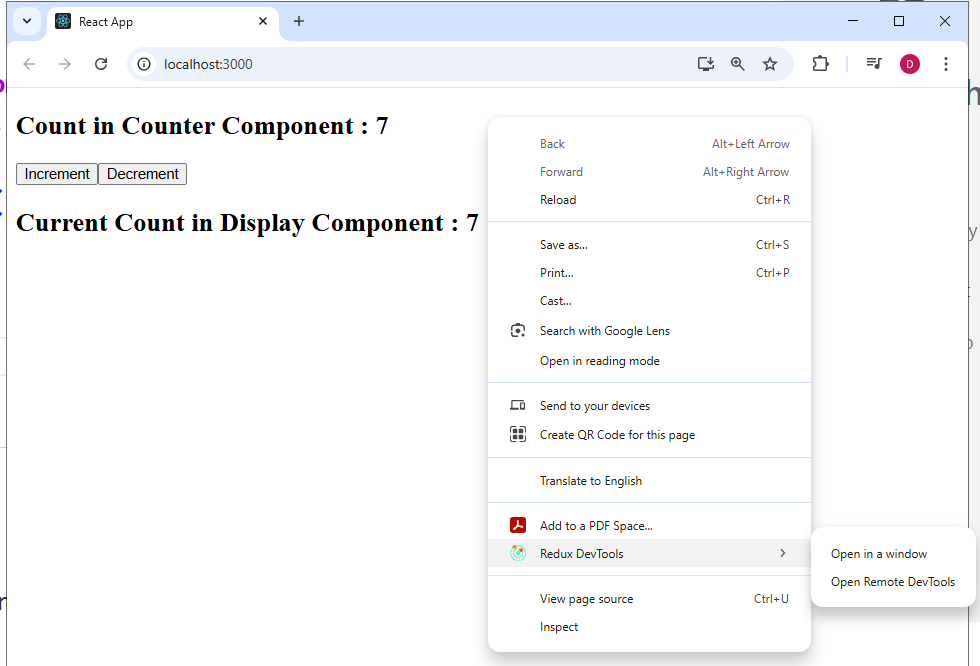 React App
localhost:3000
D
Count in Counter Component : 7
Increment Decrement
Current Count in Display Component : 7
Back Alt+Left Arrow
Forward Alt+Right Arrow
Reload Ctrl+R
Save as... Ctrl+S
Print... Ctrl+P
Cast...
Search with Google Lens
Open in reading mode
Send to your devices
Create QR Code for this page
Translate to English
Add to a PDF Space...
Redux DevTools
Open in a window
Open Remote DevTools
View page source Ctrl+U
Inspect